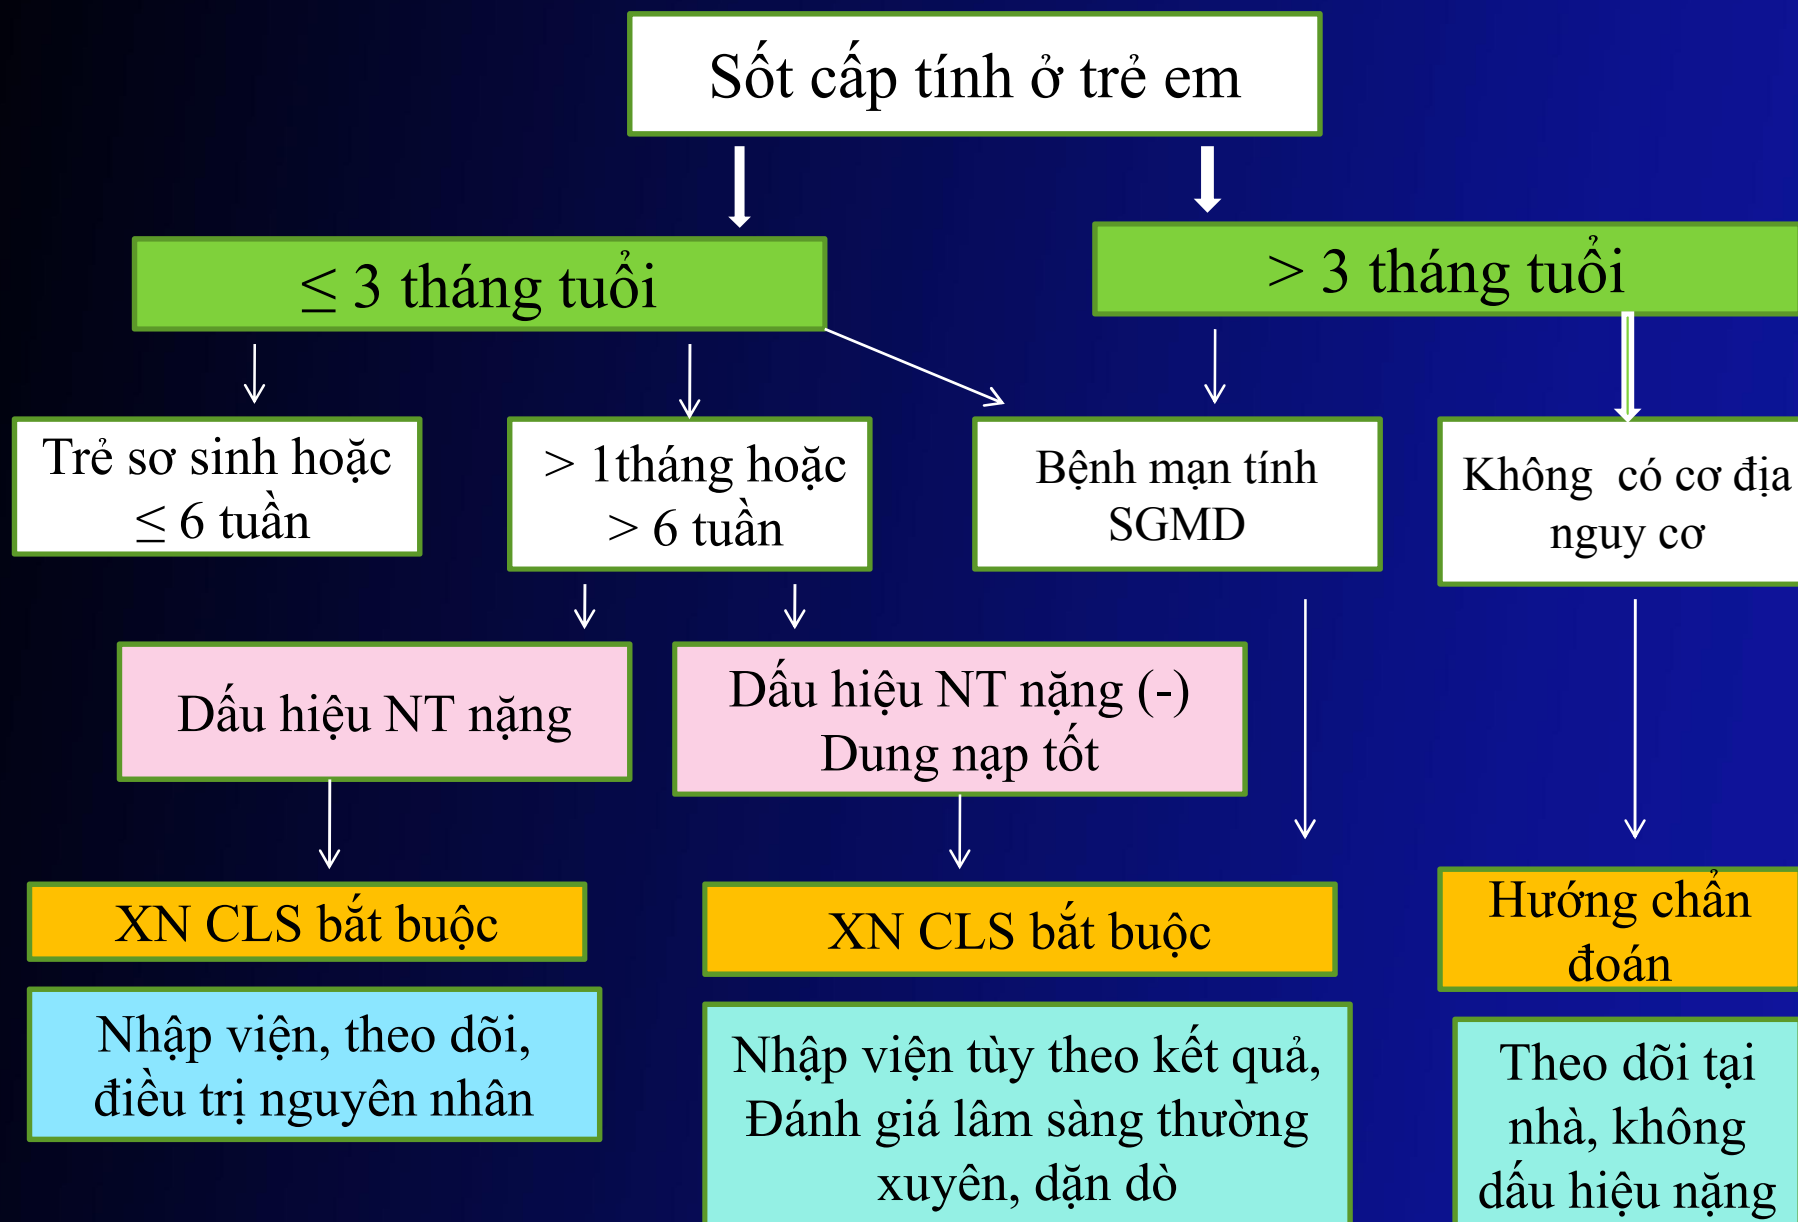 Sốt cấp tính ở trẻ em
≤ 3 tháng tuổi
> 3 tháng tuổi
Trẻ sơ sinh hoặc
≤ 6 tuần
> 1tháng hoặc
> 6 tuần
Bệnh mạn tính
SGMD
Không có cơ địa
nguy cơ
Dấu hiệu NT nặng
Dấu hiệu NT nặng (-)
Dung nạp tốt
XN CLS bắt buộc
XN CLS bắt buộc
Hướng chẩn
đoán
Nhập viện, theo dõi,
điều trị nguyên nhân
Nhập viện tùy theo kết quả,
Đánh giá lâm sàng thường
xuyên, dặn dò
Theo dõi tại
nhà, không
dấu hiệu nặng